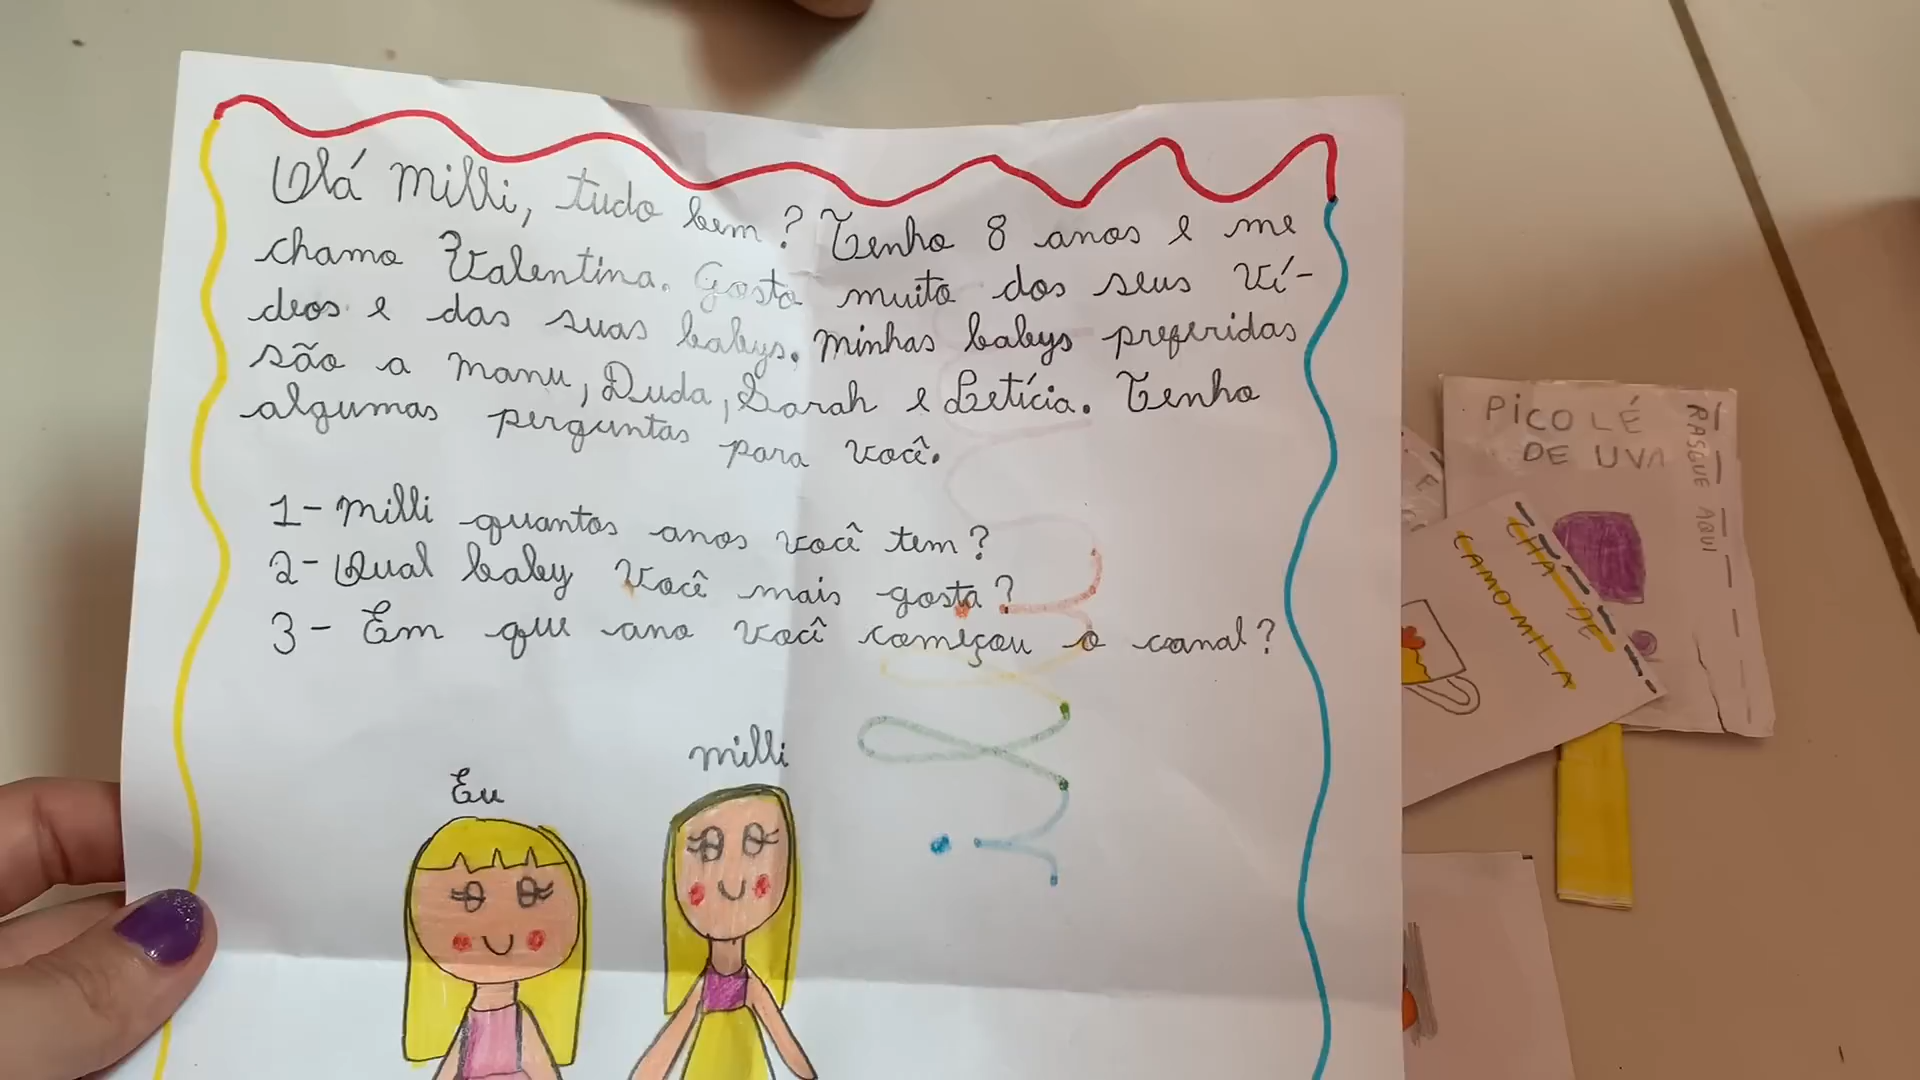 Olá Milli, tudo bem? Tenho 8 anos e me
chamo Valentina. Gosto muito dos seus ví-
deos e das suas babys. Minhas babys preferidas
são a Manu, Duda, Sarah e Letícia. Tenho
algumas perguntas para você.
1- Milli quantos anos você tem?
2- Qual baby você mais gosta?
3- Em que ano você começou o canal?
Eu
Milli
PICOLÉ
DE UVA
RASGUE AQUI
CHÁ DE
CAMOMILA